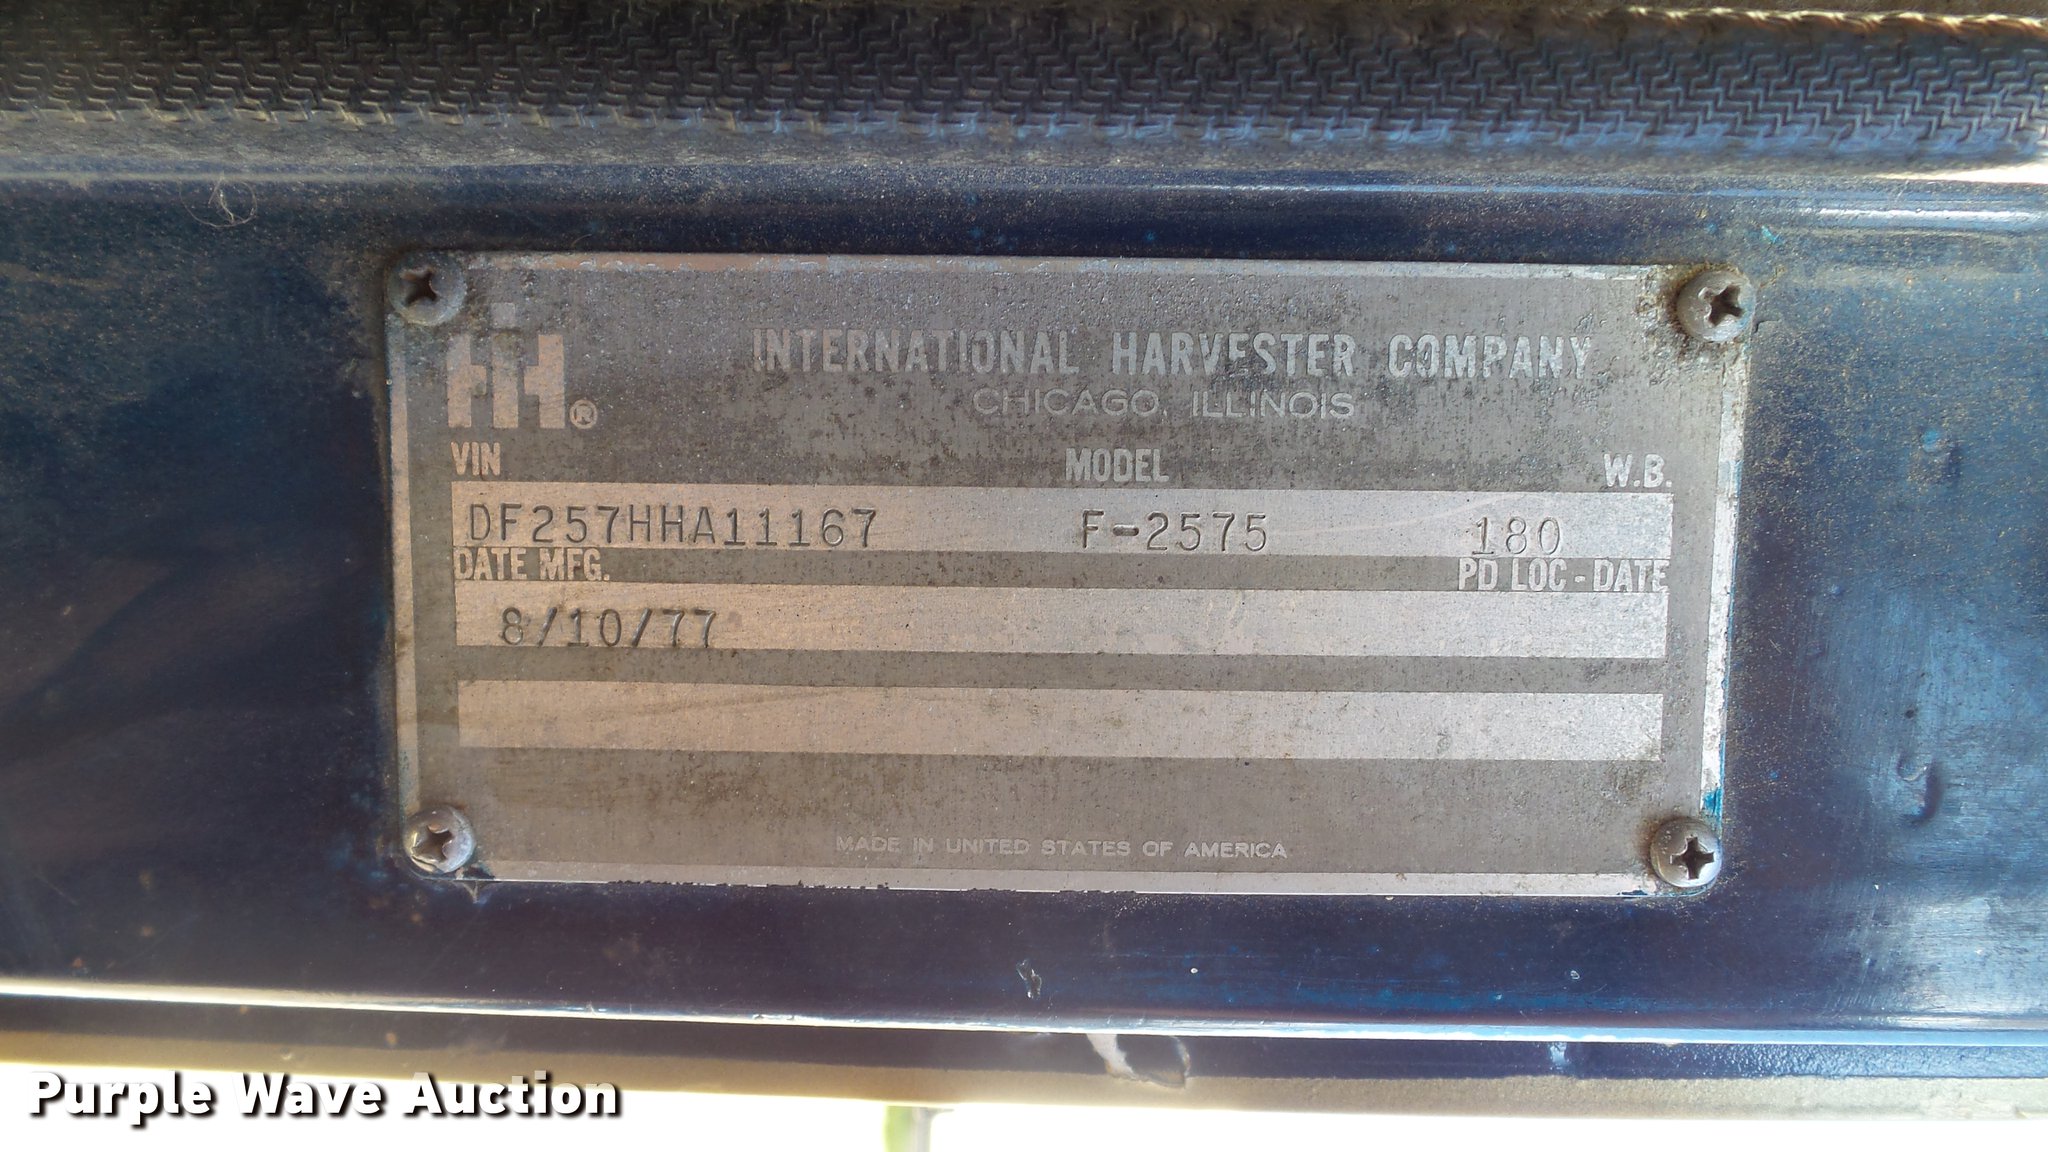 IH®
INTERNATIONAL HARVESTER COMPANY
CHICAGO, ILLINOIS
VIN MODEL W.B.
DF257HHA11167 F-2575 180
DATE MFG. PD LOC - DATE
8/10/77
MADE IN UNITED STATES OF AMERICA
Purple Wave Auction